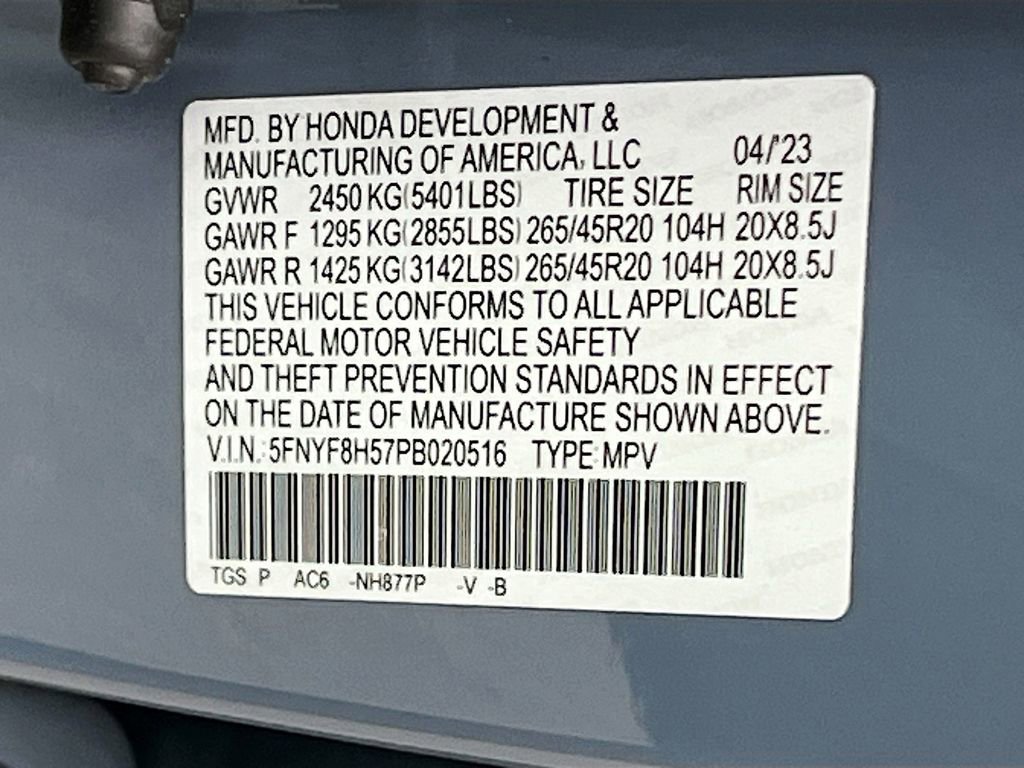 MFD. BY HONDA DEVELOPMENT &
MANUFACTURING OF AMERICA, LLC 04/'23
GVWR 2450 KG(5401LBS) TIRE SIZE RIM SIZE
GAWR F 1295 KG(2855LBS) 265/45R20 104H 20X8.5J
GAWR R 1425 KG(3142LBS) 265/45R20 104H 20X8.5J
THIS VEHICLE CONFORMS TO ALL APPLICABLE
FEDERAL MOTOR VEHICLE SAFETY
AND THEFT PREVENTION STANDARDS IN EFFECT
ON THE DATE OF MANUFACTURE SHOWN ABOVE.
V.I.N.: 5FNYF8H57PB020516 TYPE: MPV
TGS P AC6 -NH877P -V -B